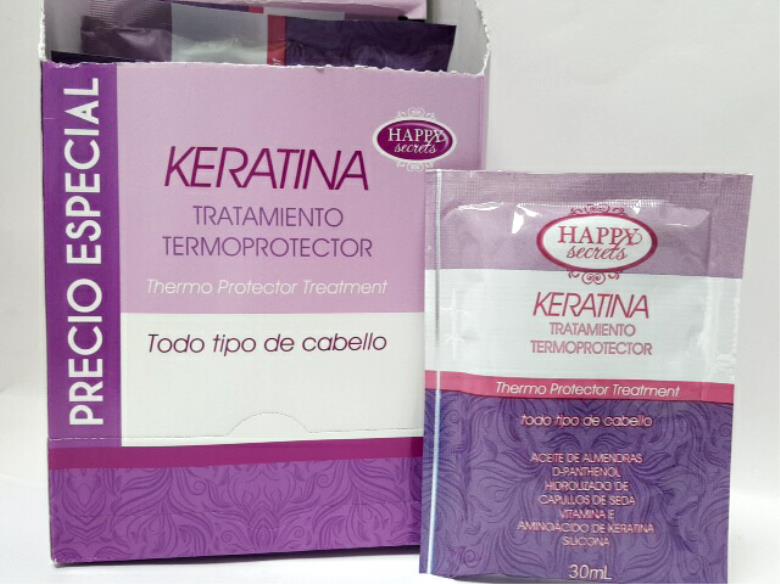 PRECIO ESPECIAL
HAPPY
secrets
KERATINA
TRATAMIENTO
TERMOPROTECTOR
Thermo Protector Treatment
Todo tipo de cabello
HAPPY
secrets
KERATINA
TRATAMIENTO
TERMOPROTECTOR
Thermo Protector Treatment
todo tipo de cabello
ACEITE DE ALMENDRAS
D-PANTHENOL
HIDROLIZADO DE
CAPULLOS DE SEDA
VITAMINA E
AMINOACIDO DE KERATINA
SILICONA
30mL